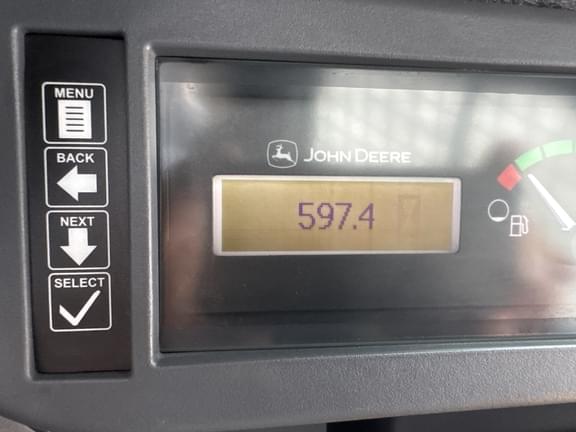 MENU
BACK
NEXT
SELECT
JOHN DEERE
597.4